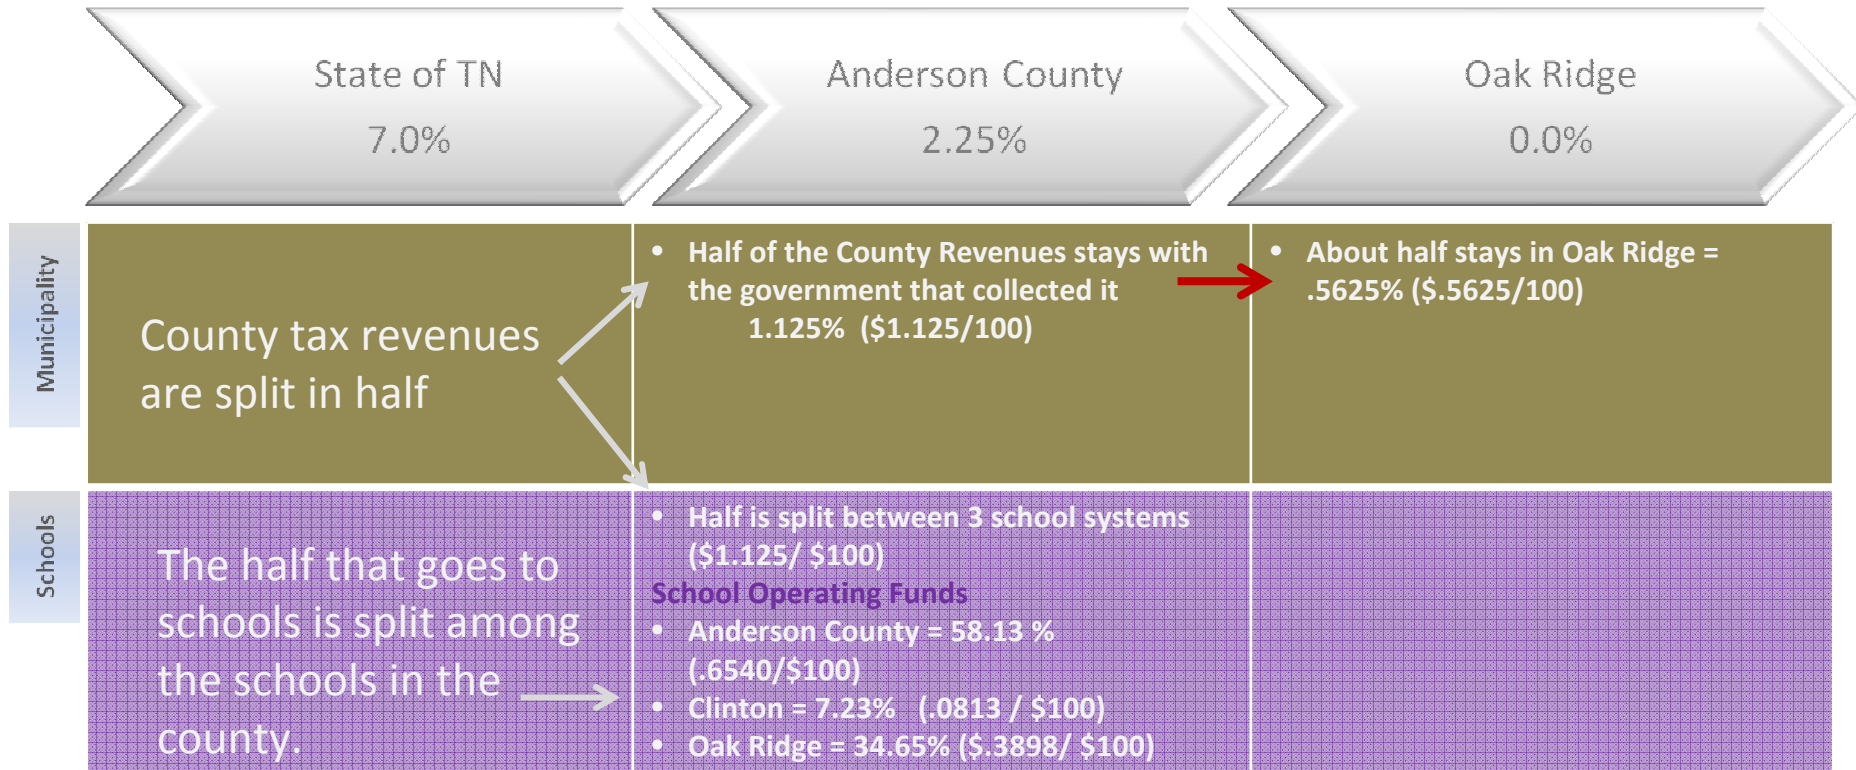 State of TN
7.0%
Anderson County
2.25%
Oak Ridge
0.0%
Municipality
County tax revenues
are split in half
• Half of the County Revenues stays with
the government that collected it
1.125% ($1.125/100)
• About half stays in Oak Ridge =
.5625% ($.5625/100)
Schools
The half that goes to
schools is split among
the schools in the
county.
• Half is split between 3 school systems
($1.125/ $100)
School Operating Funds
• Anderson County = 58.13 %
(.6540/$100)
• Clinton = 7.23% (.0813 / $100)
• Oak Ridge = 34.65% ($.3898/ $100)